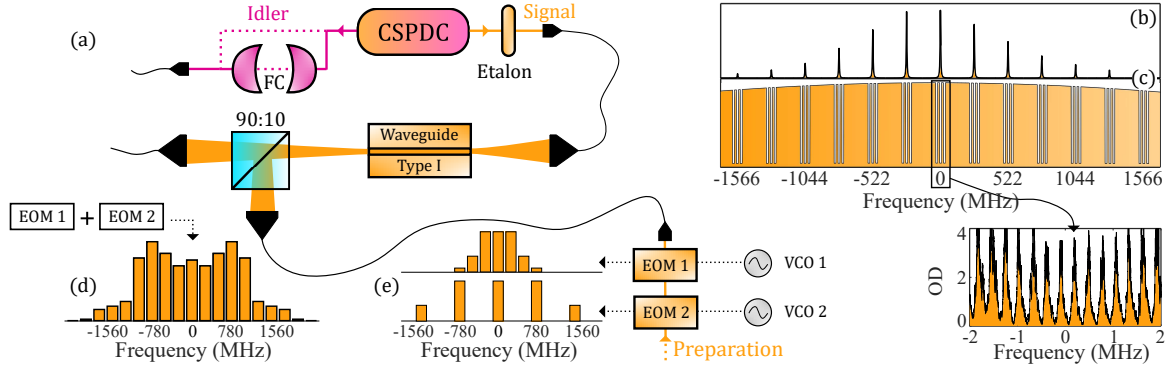 (a)
Idler
FC
CSPDC
Signal
Etalon
90:10
Waveguide
Type I
(b)
(c)
-1566 -1044 -522 0 522 1044 1566
Frequency (MHz)
EOM 1 + EOM 2
(d)
-1560 -780 0 780 1560
Frequency (MHz)
(e)
-1560 -780 0 780 1560
Frequency (MHz)
EOM 1
VCO 1
EOM 2
VCO 2
Preparation
OD
4
2
0
-2 -1 0 1 2
Frequency (MHz)